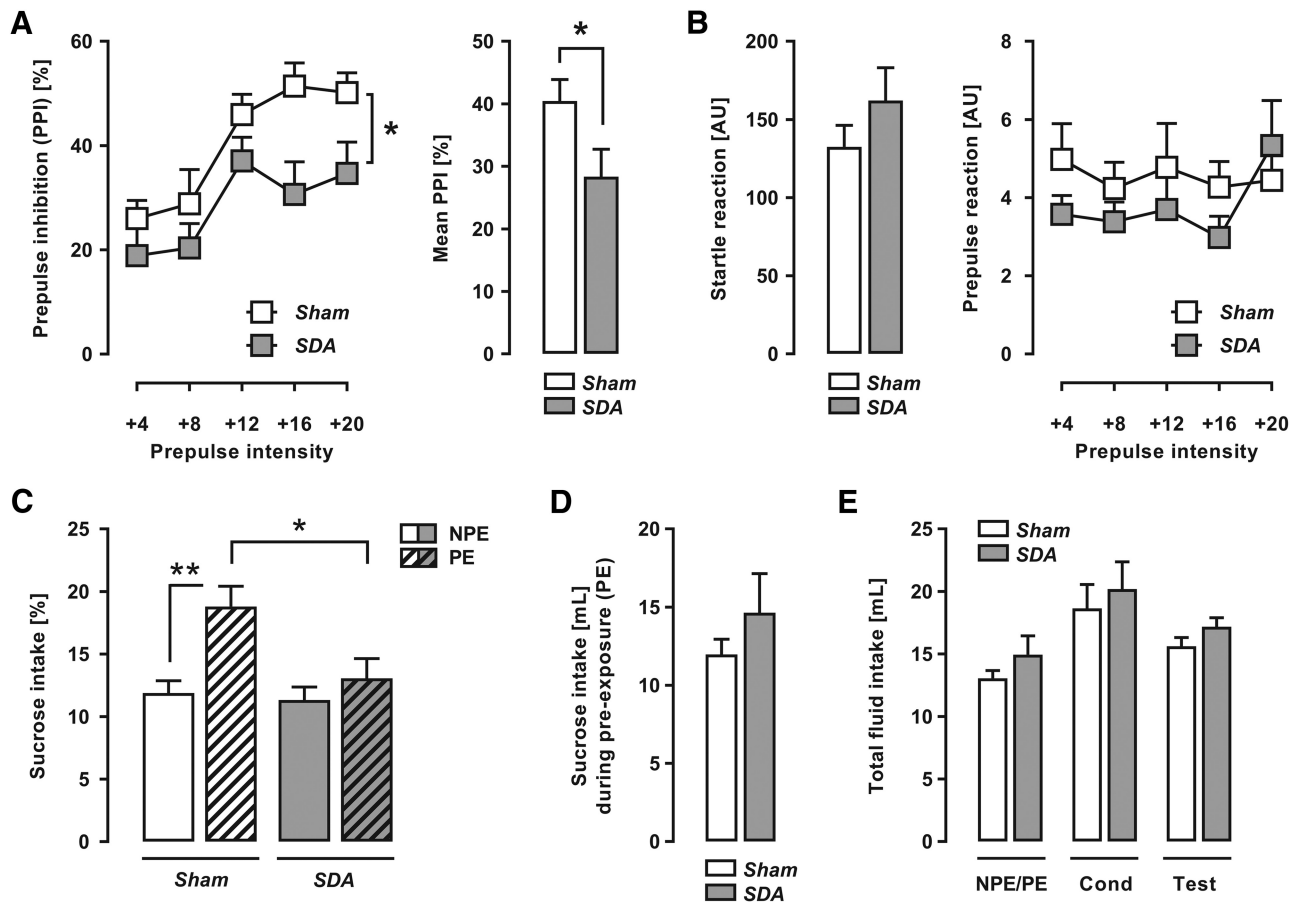 A
Prepulse inhibition (PPI) [%]
60
40
20
0
*
Sham
SDA
+4 +8 +12 +16 +20
Prepulse intensity
Mean PPI [%]
50
40
30
20
10
0
*
Sham
SDA
B
Startle reaction [AU]
200
150
100
50
0
Sham
SDA
Prepulse reaction [AU]
8
6
4
2
0
Sham
SDA
+4 +8 +12 +16 +20
Prepulse intensity
C
Sucrose intake [%]
25
20
15
10
5
0
**
*
NPE
PE
Sham SDA
D
Sucrose intake [mL]
during pre-exposure (PE)
20
15
10
5
0
Sham
SDA
E
Total fluid intake [mL]
25
20
15
10
5
0
Sham
SDA
NPE/PE Cond Test